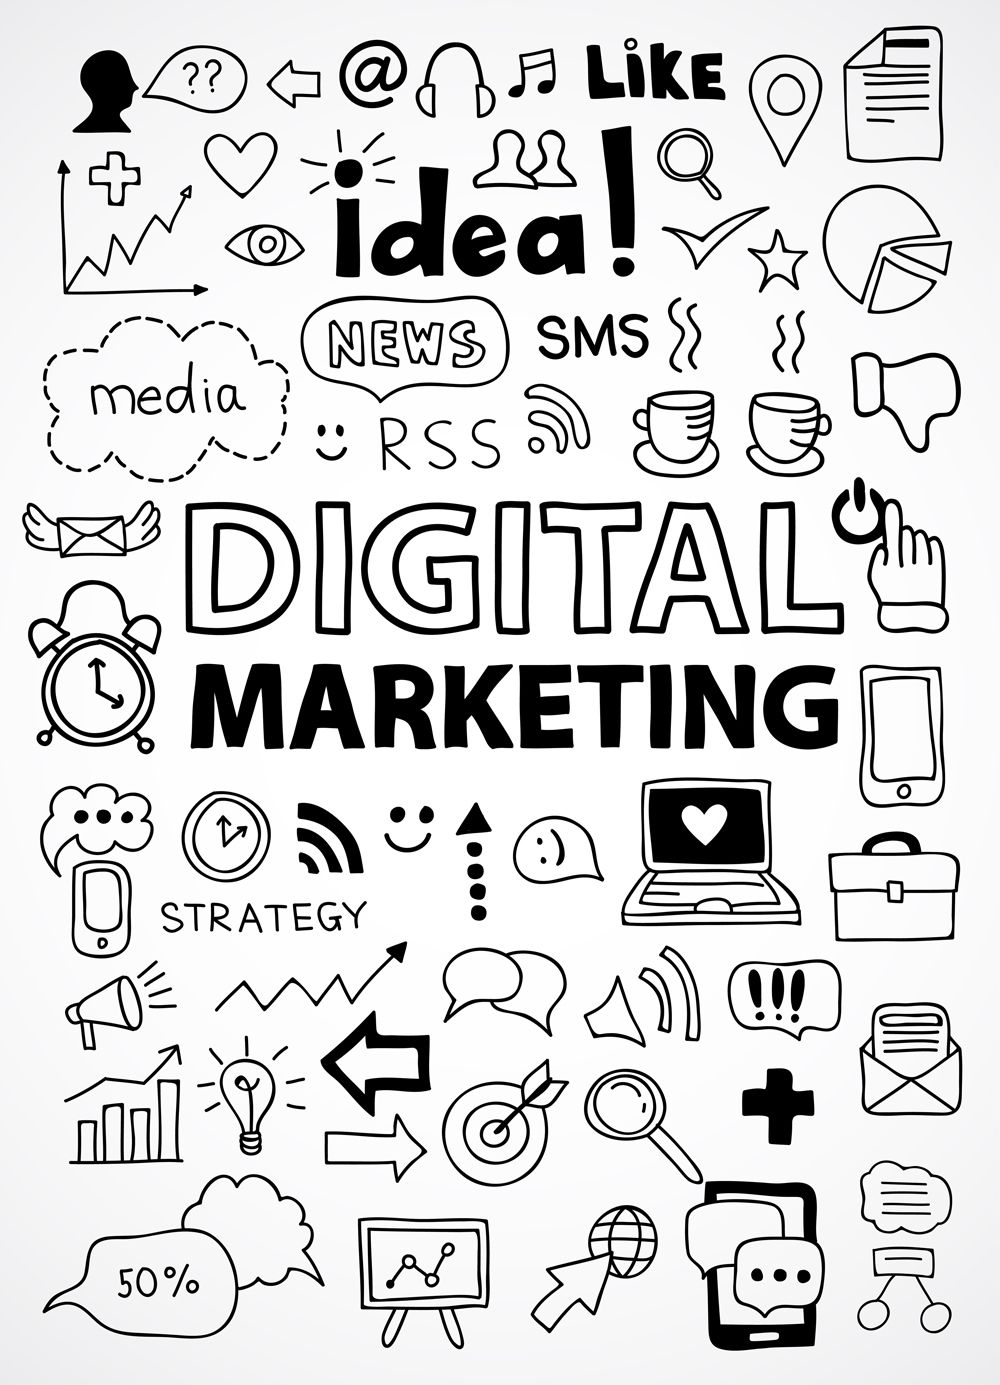 ??
@
LiKE
idea!
NEWS
SMS
media
RSS
DIGITAL
MARKETING
STRATEGY
!!!
50%